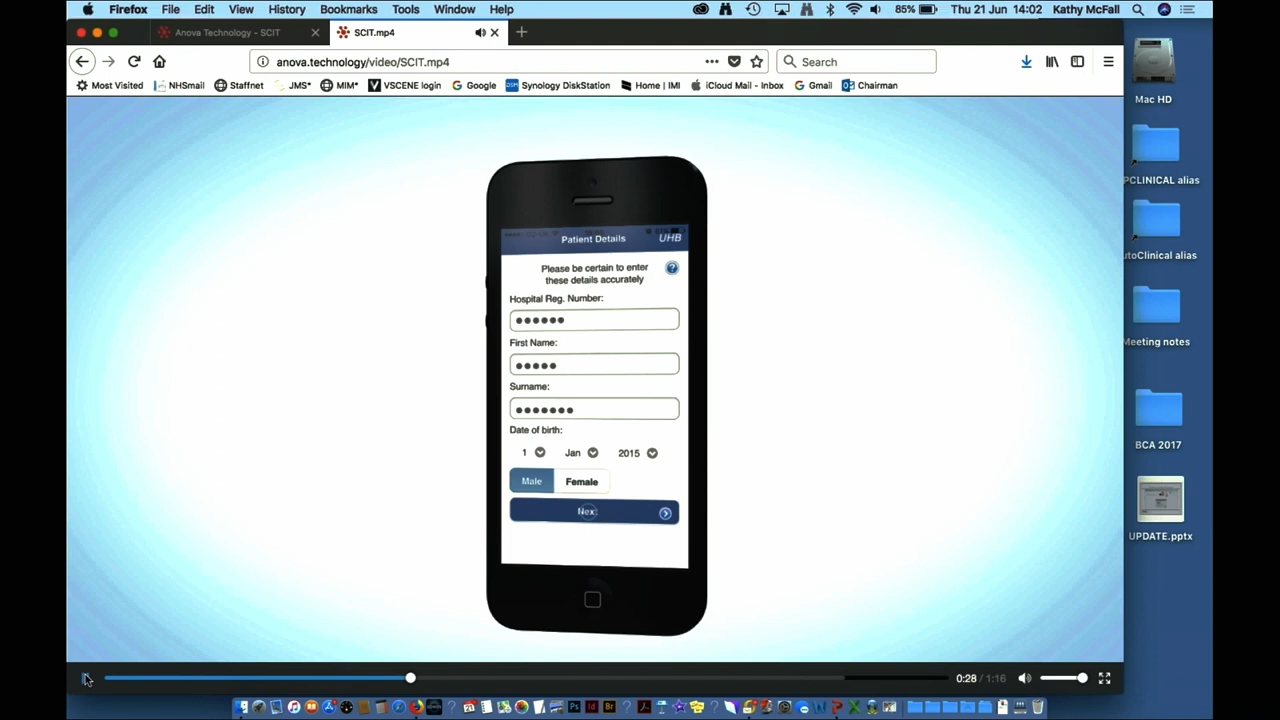 Firefox File Edit View History Bookmarks Tools Window Help 85% Thu 21 Jun 14:02 Kathy McFall
Anova Technology - SCIT SCIT.mp4
anova.technology/video/SCIT.mp4 Search
Most Visited NHSmail Staffnet JMS* MIM* VSCENE login Google Synology DiskStation Home | IMI iCloud Mail - Inbox Gmail Chairman
Mac HD
PCLINICAL alias
utoClinical alias
Meeting notes
BCA 2017
UPDATE.pptx
Patient Details UHB
Please be certain to enter
these details accurately
Hospital Reg. Number:
First Name:
Surname:
Date of birth:
1 Jan 2015
Male Female
Next
0:28 / 1:16